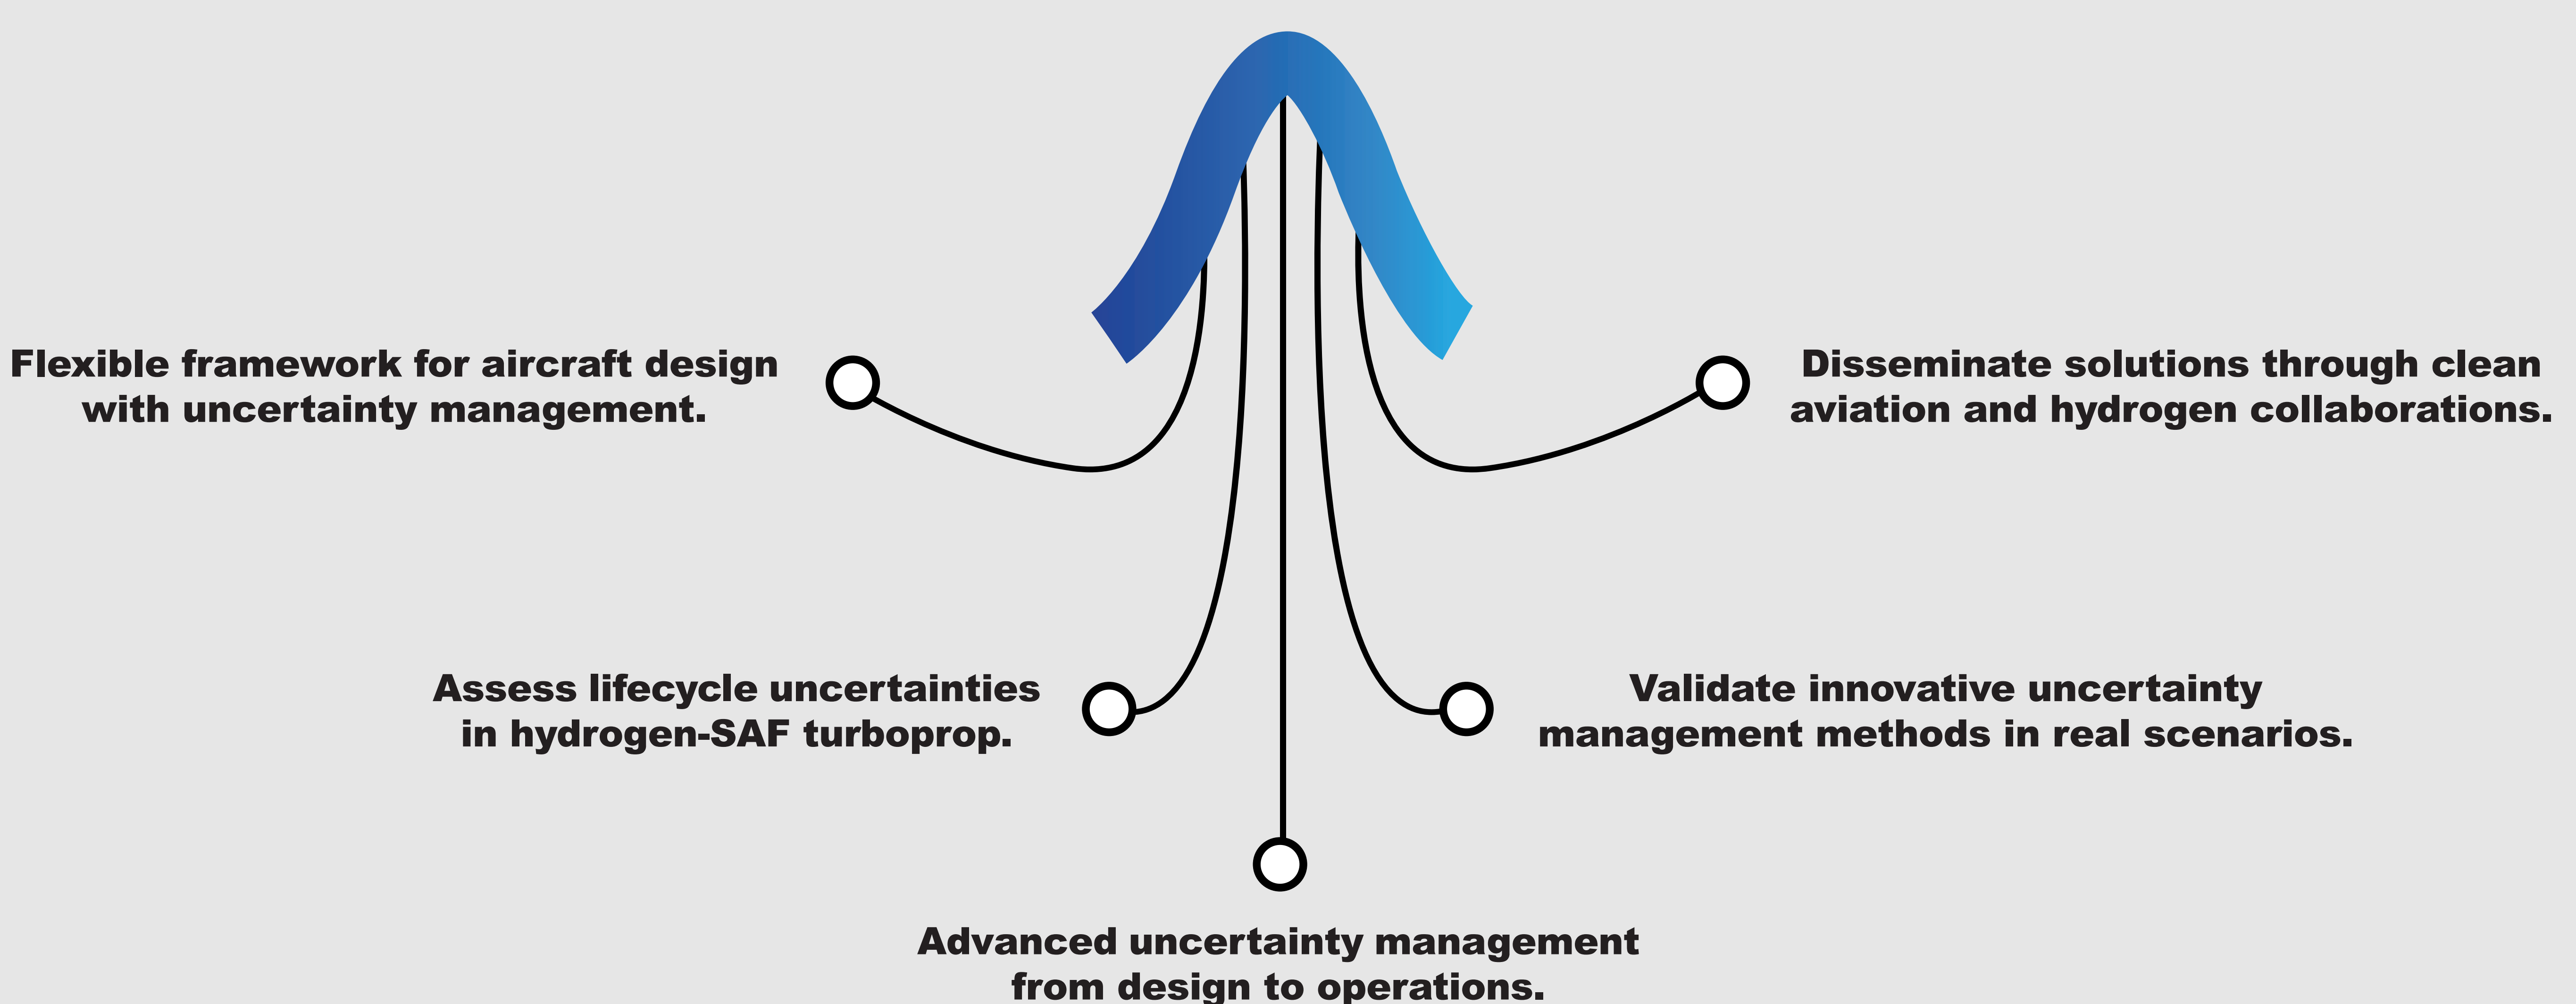 Flexible framework for aircraft design
with uncertainty management.
Disseminate solutions through clean
aviation and hydrogen collaborations.
Assess lifecycle uncertainties
in hydrogen-SAF turboprop.
Validate innovative uncertainty
management methods in real scenarios.
Advanced uncertainty management
from design to operations.